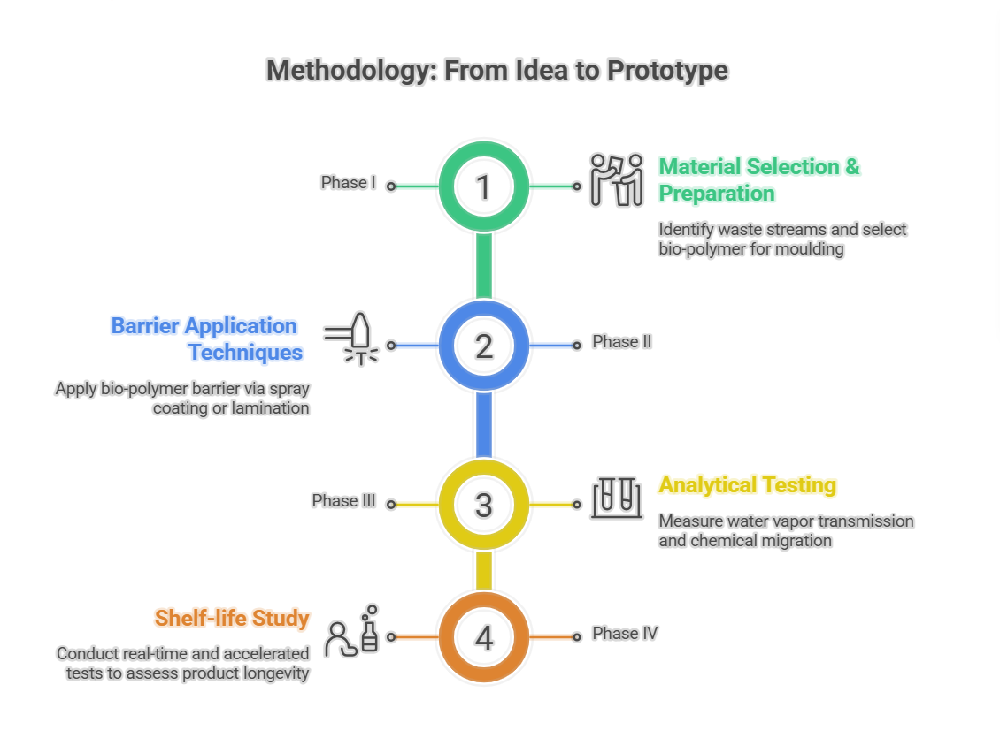 Methodology: From Idea to Prototype
Phase I
1
Material Selection &
Preparation
Identify waste streams and select
bio-polymer for moulding
Barrier Application
Techniques
Apply bio-polymer barrier via spray
coating or lamination
2
Phase II
Phase III
3
Analytical Testing
Measure water vapor transmission
and chemical migration
Shelf-life Study
Conduct real-time and accelerated
tests to assess product longevity
4
Phase IV